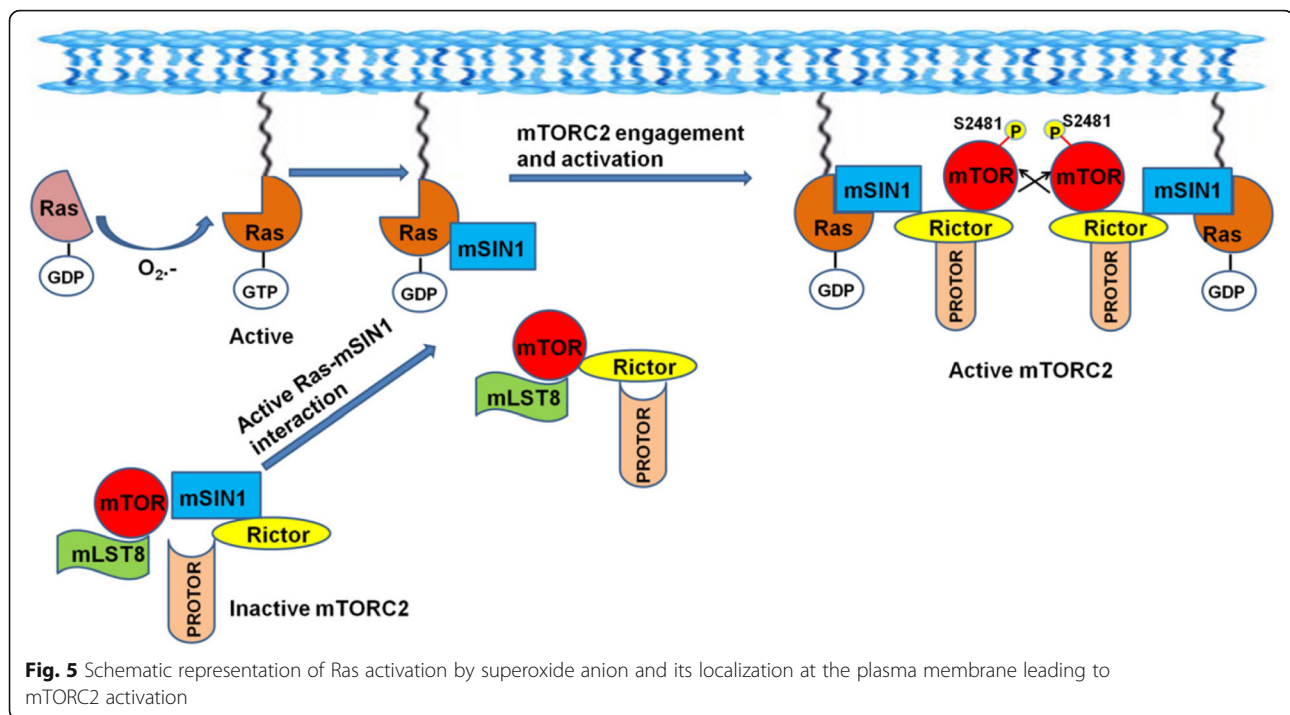 S2481
P
S2481
P
mTORC2 engagement
and activation
Ras
GDP
O2.-
Ras
GTP
Active
Ras
mSIN1
GDP
mSIN1
Ras
GDP
mTOR
mTOR
Rictor
Rictor
PROTOR
PROTOR
mSIN1
Ras
GDP
Active mTORC2
Active Ras-mSIN1
interaction
mTOR
Rictor
mLST8
PROTOR
mTOR
mSIN1
Rictor
mLST8
PROTOR
Inactive mTORC2
Fig. 5 Schematic representation of Ras activation by superoxide anion and its localization at the plasma membrane leading to
mTORC2 activation